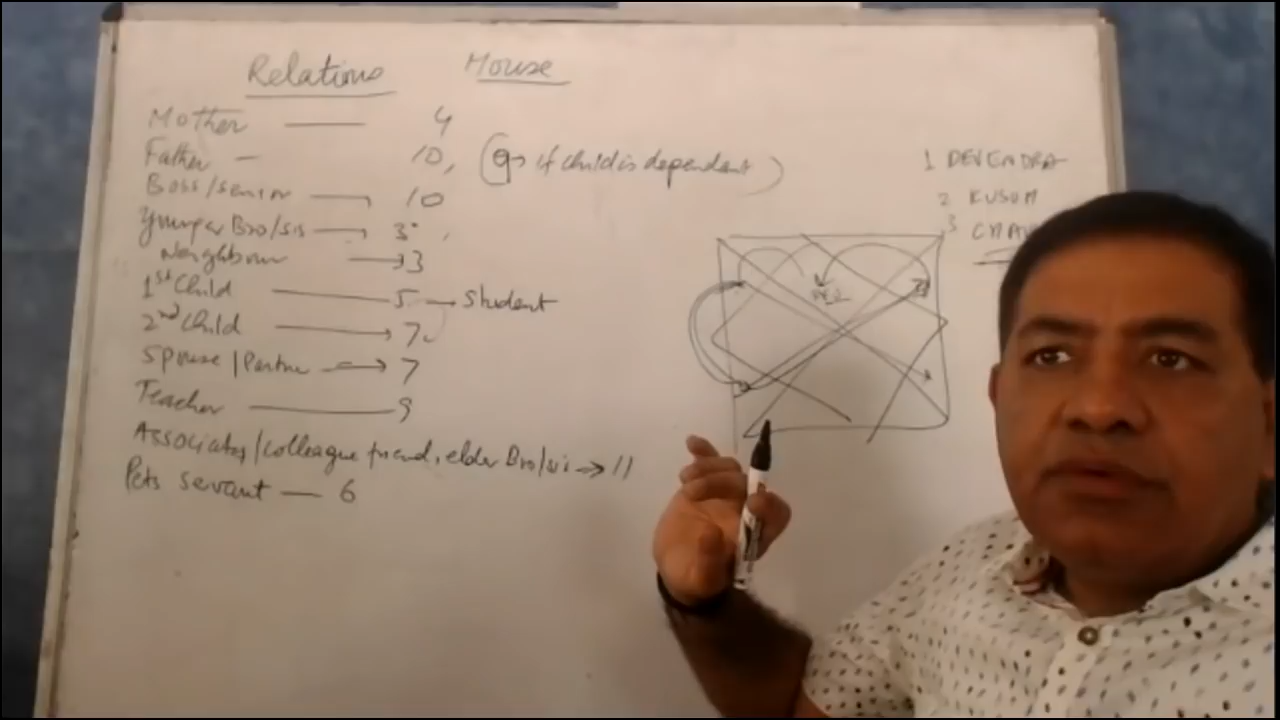 Relations House
Mother — 4
Father — 10, (9 → if child is dependent)
Boss/senior — 10
Younger Bro/sis → 3
Neighbour → 3
1st Child — 5 — Student
2nd Child → 7
Spouse/Partner → 7
Teacher — 9
Associates/Colleague friend, elder Bro/sis → 11
Pets servant — 6
1 DEVENDRA
2 KUSUM
3